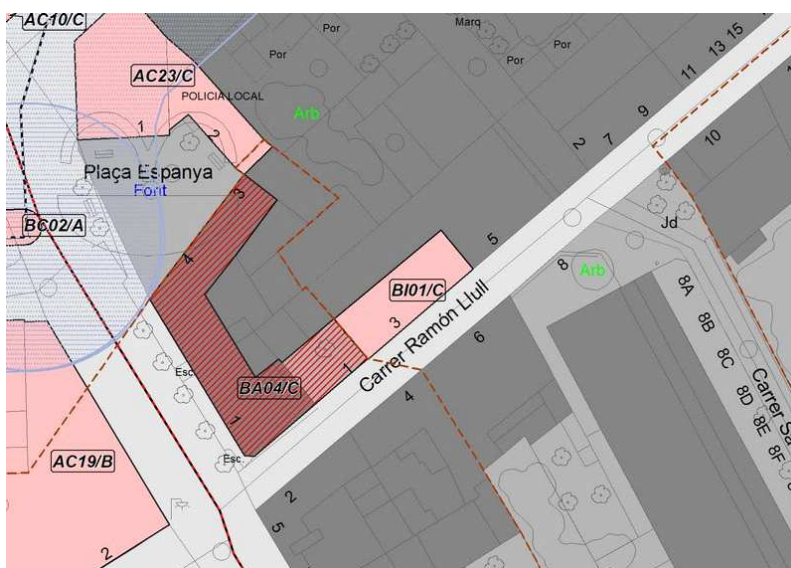 AC10/C
Por
Por
Marq
Por
Por
15
13
11
AC23/C
POLICIA LOCAL
Arb
9
7
2
10
1
2
Plaça Espanya
Font
3
BC02/A
4
5
Jd
BI01/C
8
Arb
8A
8B
8C
8D
8E
8F
3
Carrer Ramón Llull
6
1
Esc
BA04/C
4
Carrer Sa
1
Esc.
AC19/B
2
5
2